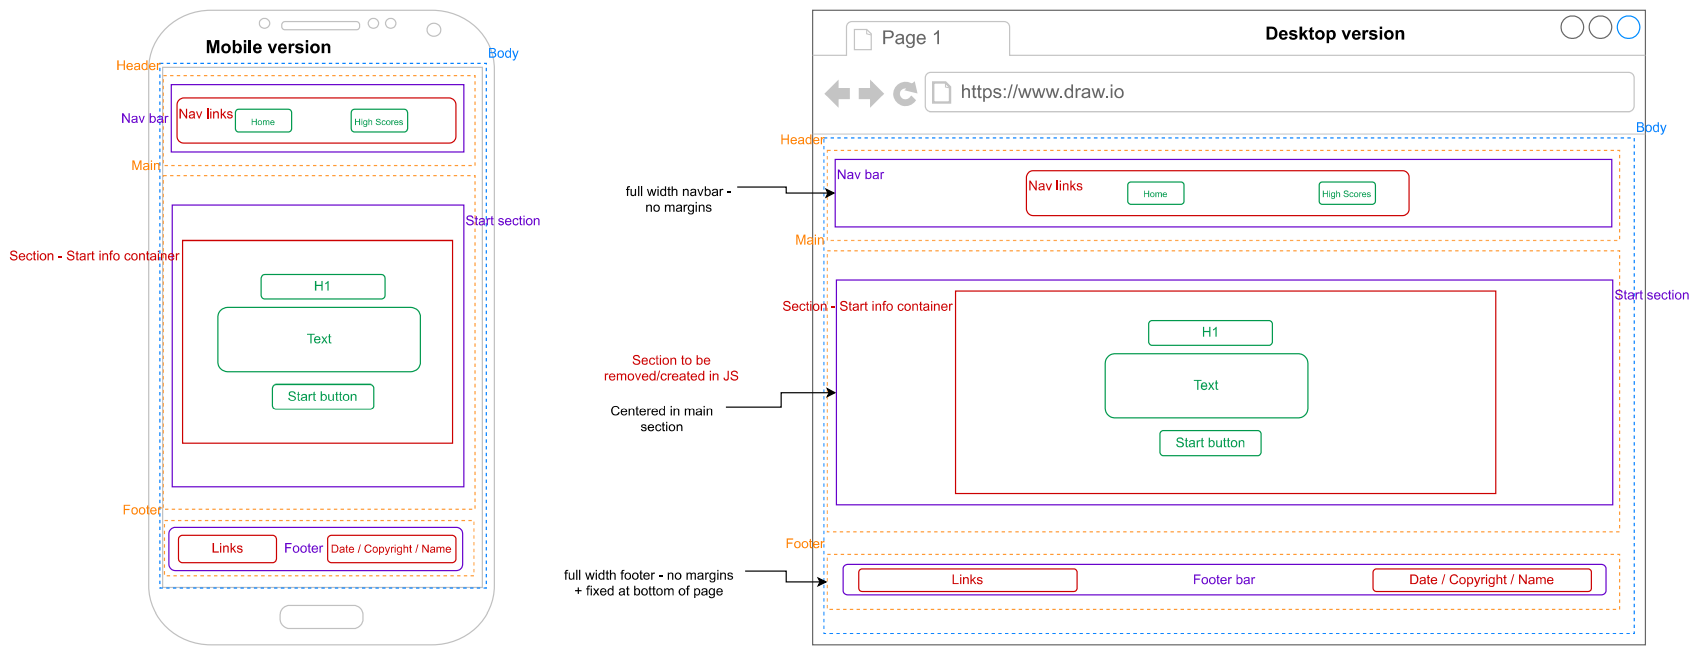 Mobile version
Body
Header
Nav bar
Nav links
Home
High Scores
Main
Start section
Section - Start info container
H1
Text
Start button
Footer
Links
Footer
Date / Copyright / Name
full width navbar -
no margins
Section to be
removed/created in JS
Centered in main
section
full width footer - no margins
+ fixed at bottom of page
Page 1
Desktop version
https://www.draw.io
Body
Header
Nav bar
Nav links
Home
High Scores
Main
Start section
Section - Start info container
H1
Text
Start button
Footer
Links
Footer bar
Date / Copyright / Name